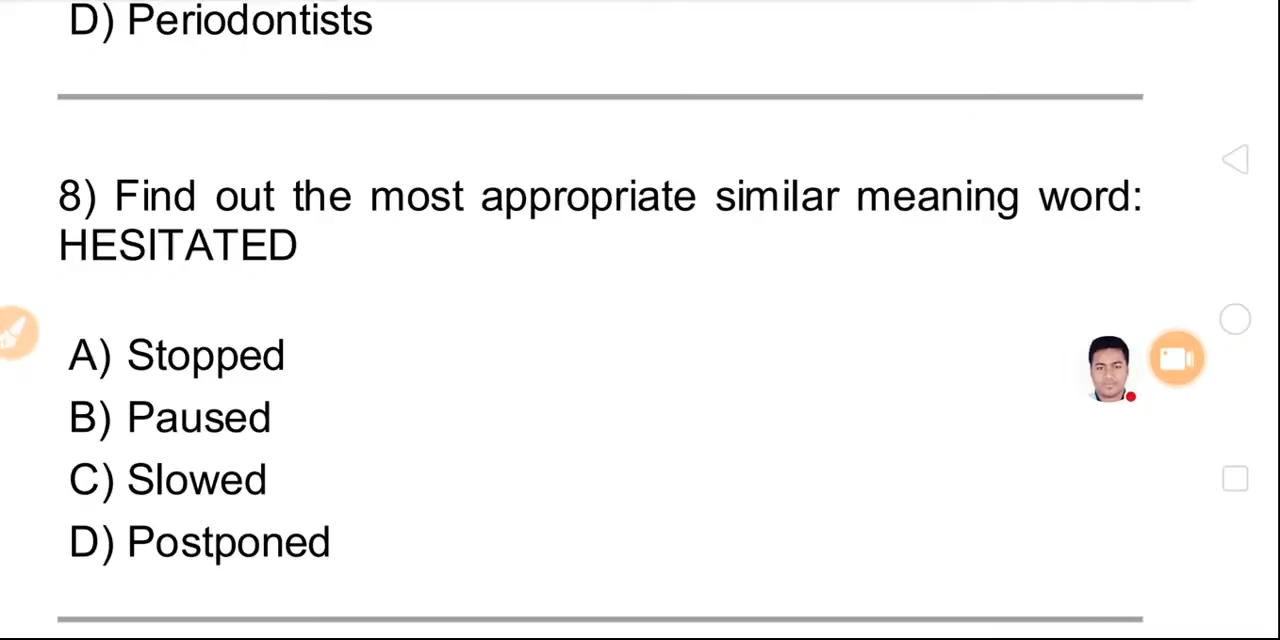 D) Periodontists
8) Find out the most appropriate similar meaning word:
HESITATED
A) Stopped
B) Paused
C) Slowed
D) Postponed